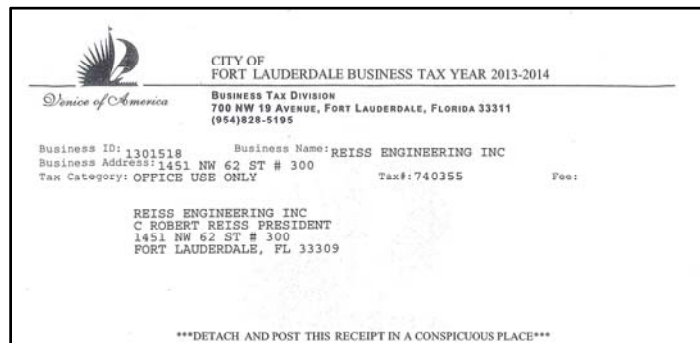 CITY OF
FORT LAUDERDALE BUSINESS TAX YEAR 2013-2014
Venice of America
BUSINESS TAX DIVISION
700 NW 19 AVENUE, FORT LAUDERDALE, FLORIDA 33311
(954)828-5195
Business ID: 1301518 Business Name: REISS ENGINEERING INC
Business Address: 1451 NW 62 ST # 300
Tax Category: OFFICE USE ONLY Tax#: 740355 Fee:
REISS ENGINEERING INC
C ROBERT REISS PRESIDENT
1451 NW 62 ST # 300
FORT LAUDERDALE, FL 33309
***DETACH AND POST THIS RECEIPT IN A CONSPICUOUS PLACE***